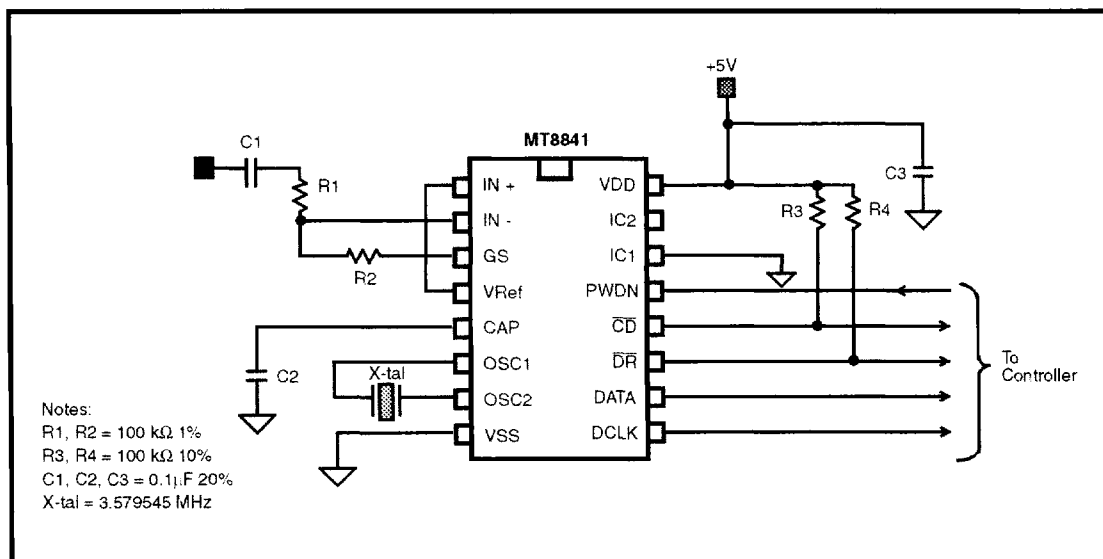 +5V
MT8841
C1
R1
R2
C2
X-tal
IN +
IN -
GS
VRef
CAP
OSC1
OSC2
VSS
VDD
IC2
IC1
PWDN
C̅D̅
D̅R̅
DATA
DCLK
R3
R4
C3
To
Controller
Notes:
R1, R2 = 100 kΩ 1%
R3, R4 = 100 kΩ 10%
C1, C2, C3 = 0.1μF 20%
X-tal = 3.579545 MHz